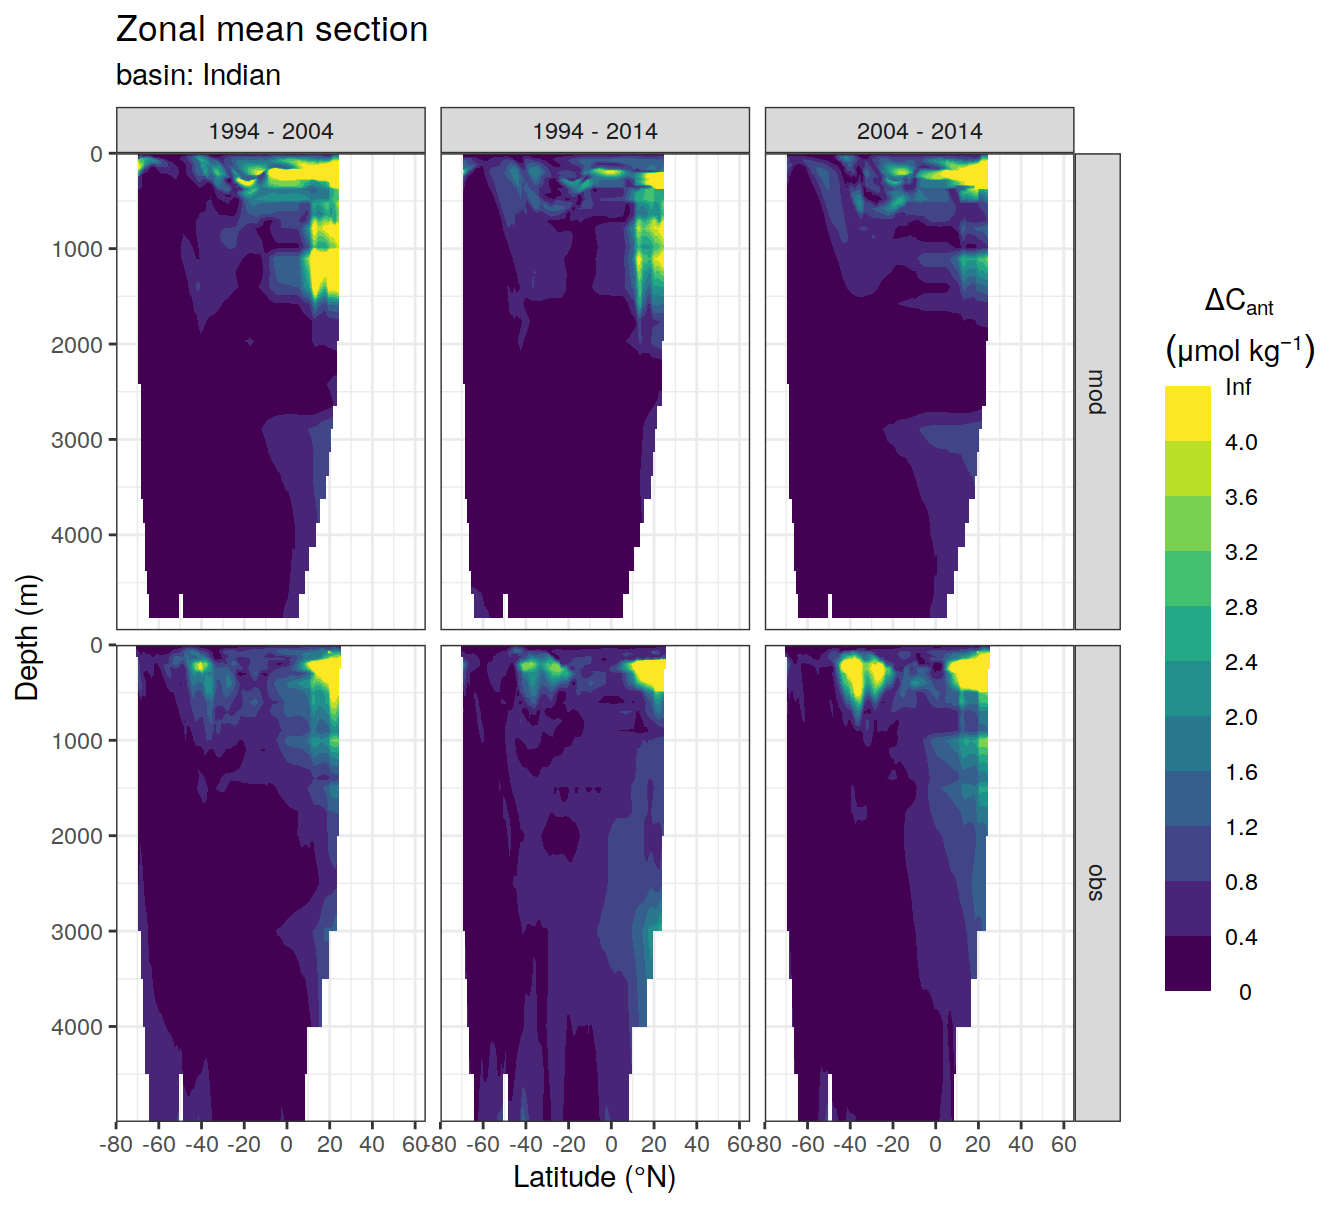 Zonal mean section
basin: Indian
1994 - 2004
1994 - 2014
2004 - 2014
0
1000
2000
3000
4000
mod
0
1000
2000
3000
4000
obs
Depth (m)
-80 -60 -40 -20 0 20 40 60
-80 -60 -40 -20 0 20 40 60
-80 -60 -40 -20 0 20 40 60
Latitude (°N)
ΔCant
(μmol kg⁻¹)
Inf
4.0
3.6
3.2
2.8
2.4
2.0
1.6
1.2
0.8
0.4
0